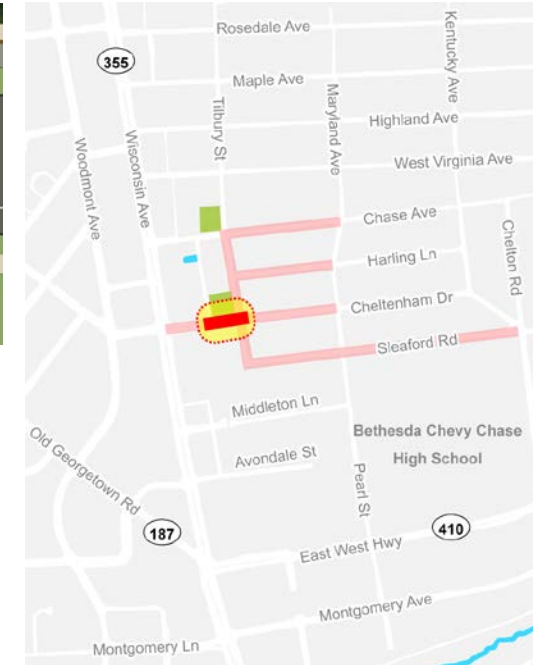 Rosedale Ave
355
Kentucky Ave
Maple Ave
Tilbury St
Maryland Ave
Woodmont Ave
Wisconsin Ave
Highland Ave
West Virginia Ave
Chase Ave
Harling Ln
Chelton Rd
Cheltenham Dr
Sleaford Rd
Middleton Ln
Bethesda Chevy Chase
High School
Avondale St
Old Georgetown Rd
Pearl St
187
410
East West Hwy
Montgomery Ave
Montgomery Ln